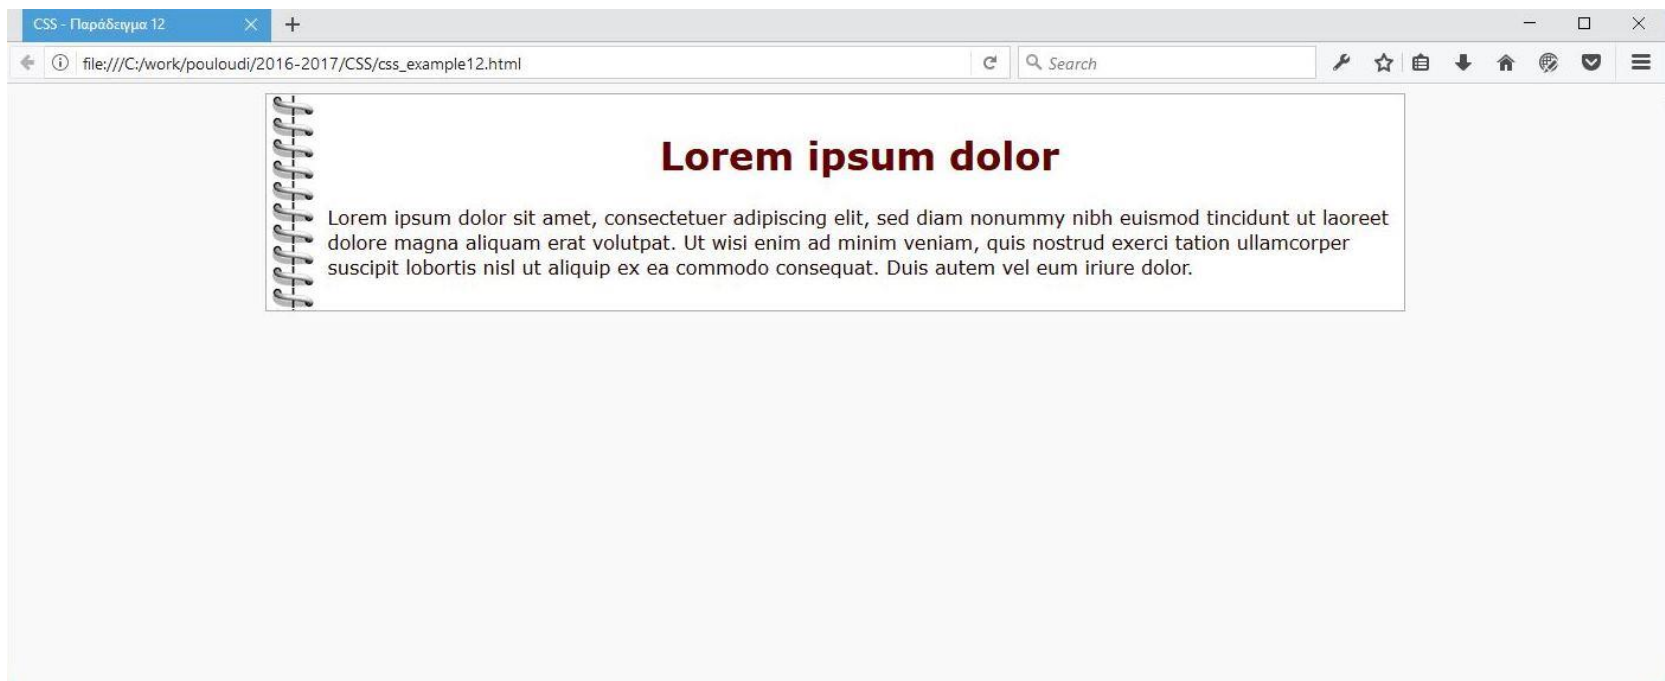 CSS - Παράδειγμα 12
file:///C:/work/pouloudi/2016-2017/CSS/css_example12.html
Search
Lorem ipsum dolor
Lorem ipsum dolor sit amet, consectetuer adipiscing elit, sed diam nonummy nibh euismod tincidunt ut laoreet
dolore magna aliquam erat volutpat. Ut wisi enim ad minim veniam, quis nostrud exerci tation ullamcorper
suscipit lobortis nisl ut aliquip ex ea commodo consequat. Duis autem vel eum iriure dolor.